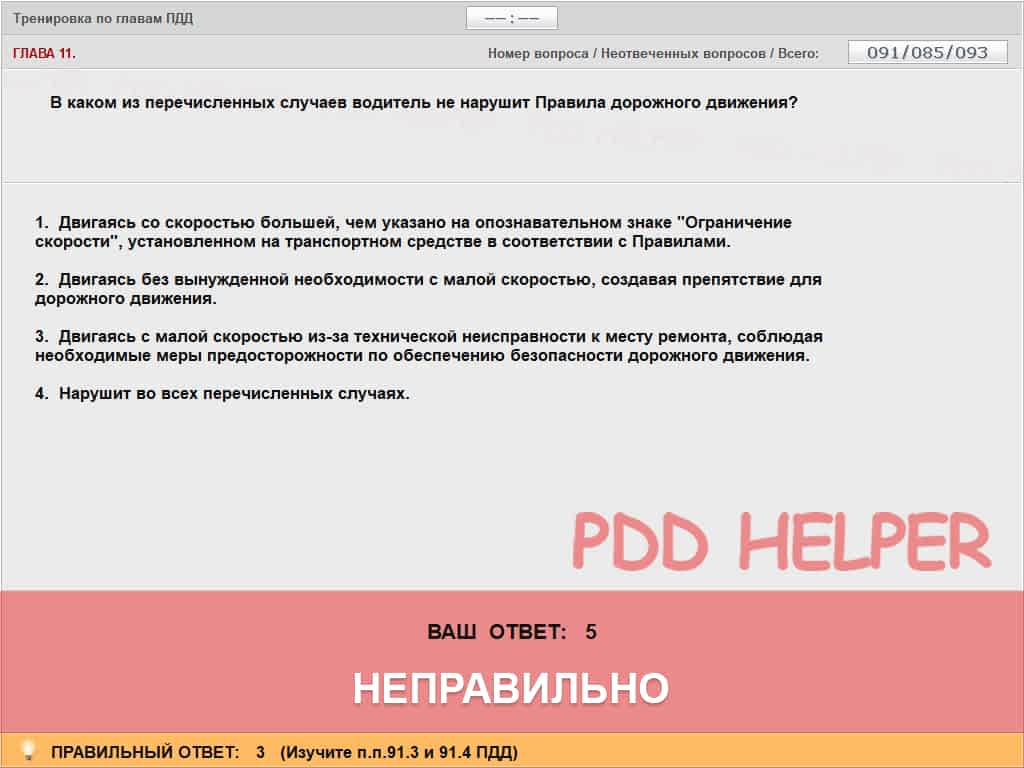 Тренировка по главам ПДД
–– : ––
ГЛАВА 11.
Номер вопроса / Неотвеченных вопросов / Всего:
091/085/093
В каком из перечисленных случаев водитель не нарушит Правила дорожного движения?
1. Двигаясь со скоростью большей, чем указано на опознавательном знаке "Ограничение
скорости", установленном на транспортном средстве в соответствии с Правилами.
2. Двигаясь без вынужденной необходимости с малой скоростью, создавая препятствие для
дорожного движения.
3. Двигаясь с малой скоростью из-за технической неисправности к месту ремонта, соблюдая
необходимые меры предосторожности по обеспечению безопасности дорожного движения.
4. Нарушит во всех перечисленных случаях.
PDD HELPER
ВАШ ОТВЕТ: 5
НЕПРАВИЛЬНО
ПРАВИЛЬНЫЙ ОТВЕТ: 3 (Изучите п.п.91.3 и 91.4 ПДД)